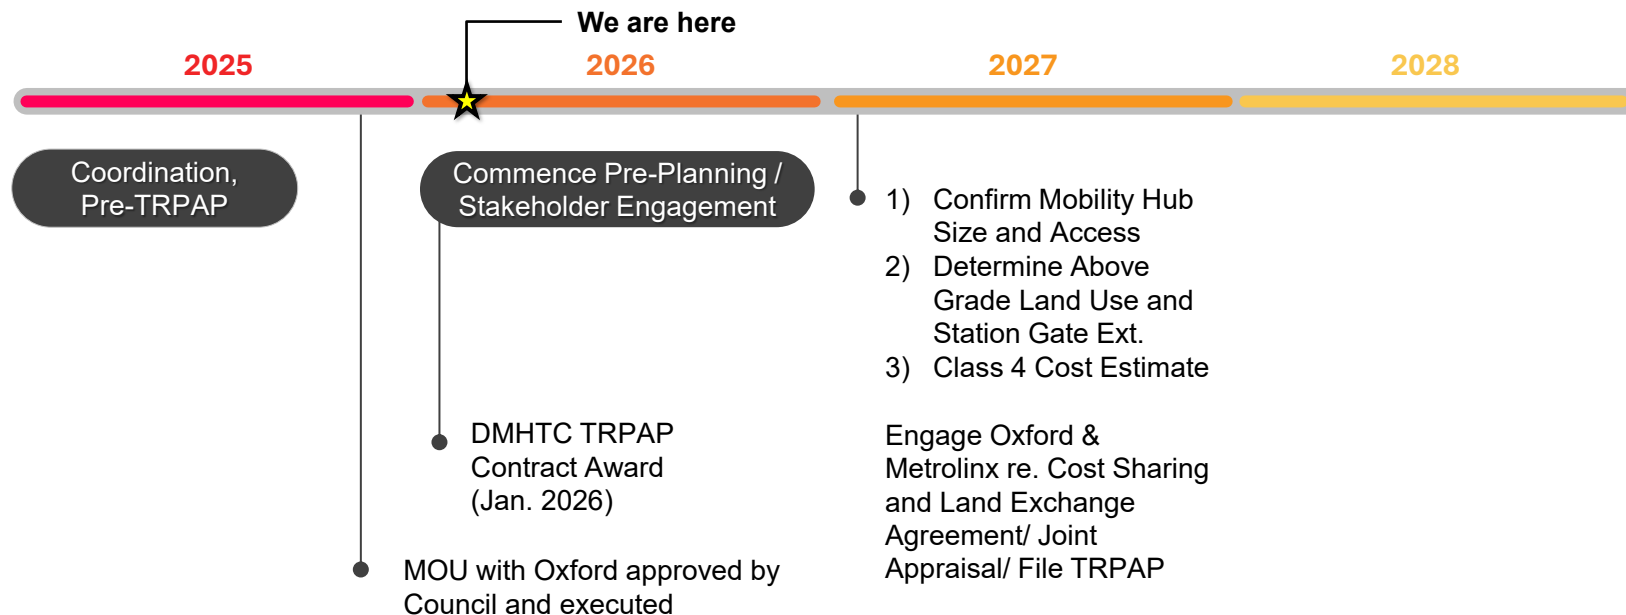 We are here
2025
2026
2027
2028
Coordination,
Pre-TRPAP
Commence Pre-Planning /
Stakeholder Engagement
1) Confirm Mobility Hub
Size and Access
2) Determine Above
Grade Land Use and
Station Gate Ext.
3) Class 4 Cost Estimate
Engage Oxford &
Metrolinx re. Cost Sharing
and Land Exchange
Agreement/ Joint
Appraisal/ File TRPAP
DMHTC TRPAP
Contract Award
(Jan. 2026)
MOU with Oxford approved by
Council and executed